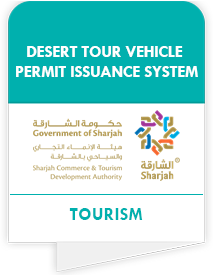 DESERT TOUR VEHICLE
PERMIT ISSUANCE SYSTEM
حكومة الشارقة
Government of Sharjah
هيئة الإنماء التجاري
والسياحي بالشارقة
Sharjah Commerce & Tourism
Development Authority
الشارقة
Sharjah
TOURISM